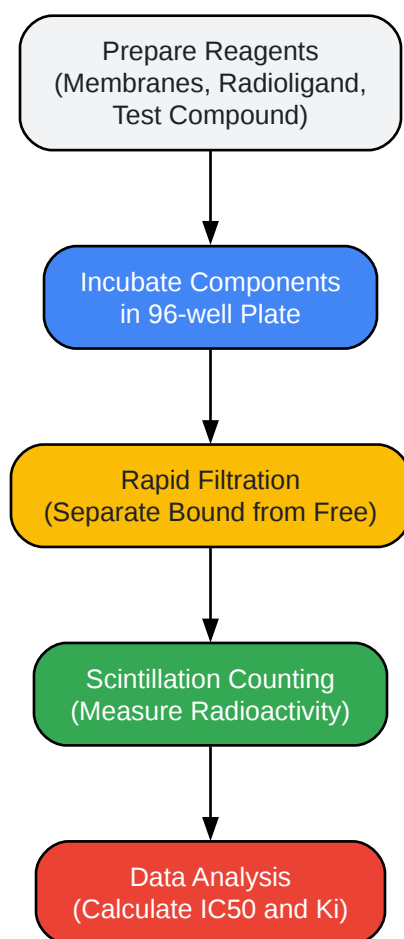 Prepare Reagents
(Membranes, Radioligand,
Test Compound)
Incubate Components
in 96-well Plate
Rapid Filtration
(Separate Bound from Free)
Scintillation Counting
(Measure Radioactivity)
Data Analysis
(Calculate IC50 and Ki)